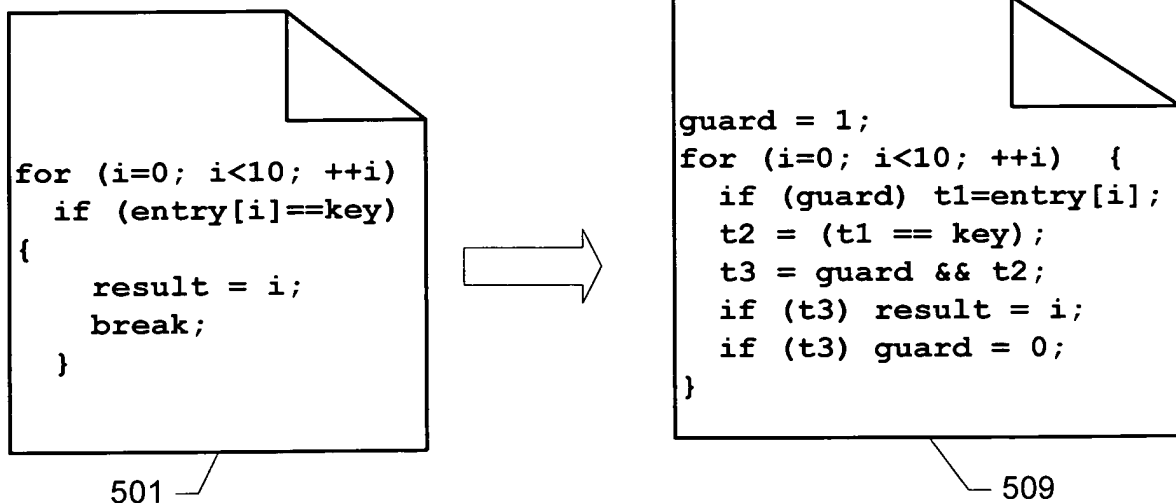 for (i=0; i<10; ++i)
if (entry[i]==key)
{
result = i;
break;
}
501
guard = 1;
for (i=0; i<10; ++i) {
if (guard) t1=entry[i];
t2 = (t1 == key);
t3 = guard && t2;
if (t3) result = i;
if (t3) guard = 0;
}
509